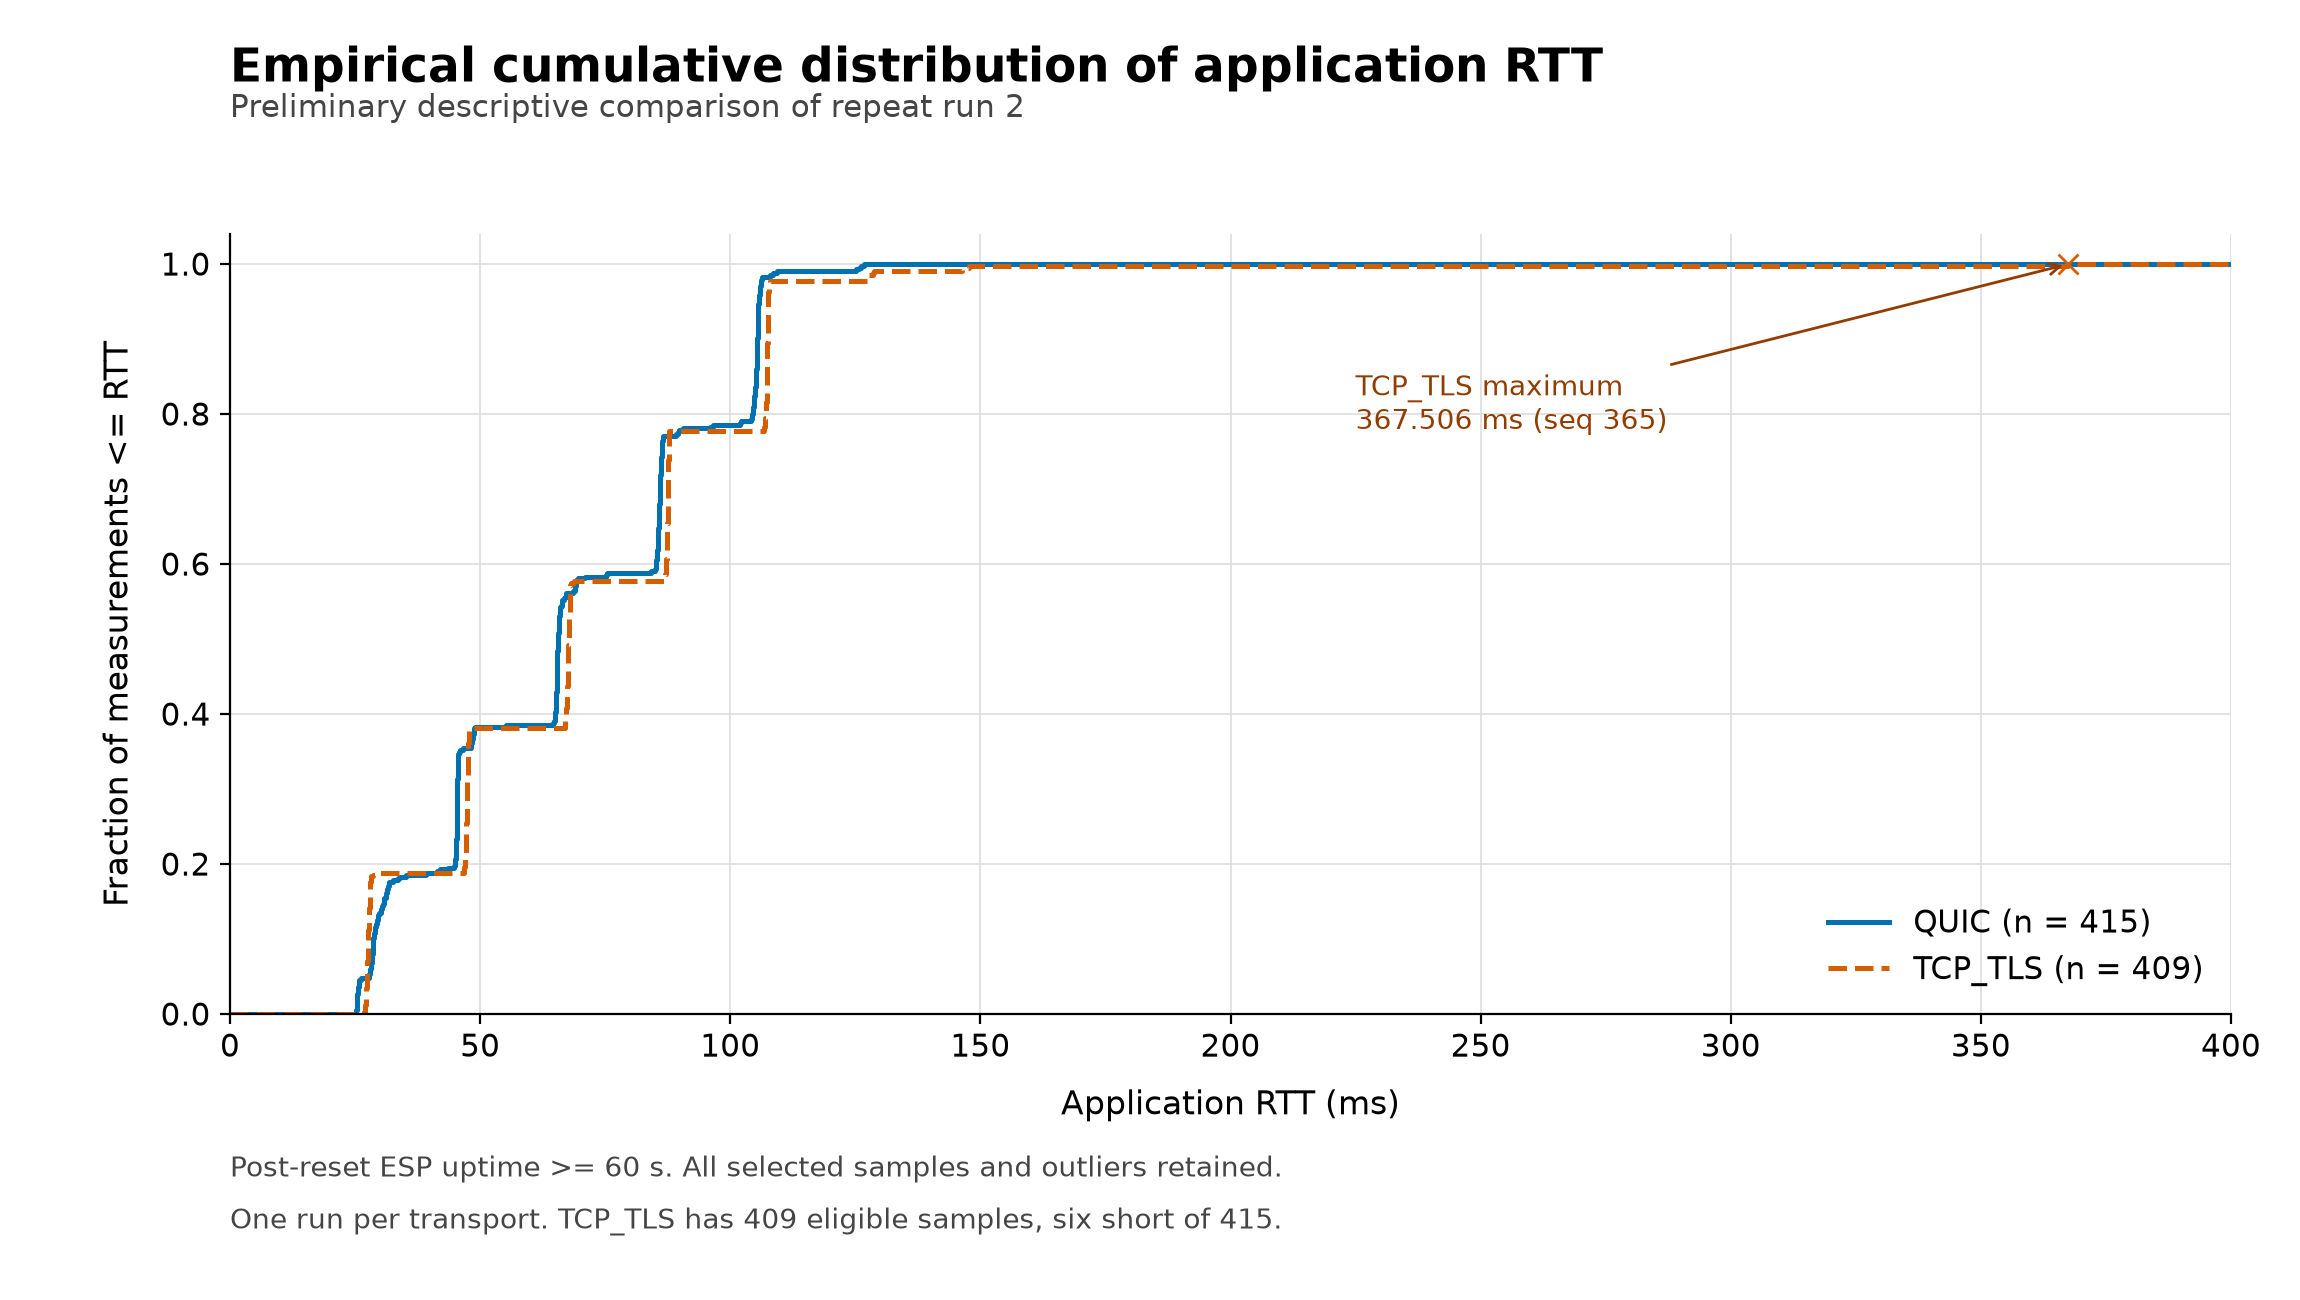 Empirical cumulative distribution of application RTT
Preliminary descriptive comparison of repeat run 2
Fraction of measurements <= RTT
1.0
0.8
0.6
0.4
0.2
0.0
TCP_TLS maximum
367.506 ms (seq 365)
QUIC (n = 415)
TCP_TLS (n = 409)
0 50 100 150 200 250 300 350 400
Application RTT (ms)
Post-reset ESP uptime >= 60 s. All selected samples and outliers retained.
One run per transport. TCP_TLS has 409 eligible samples, six short of 415.